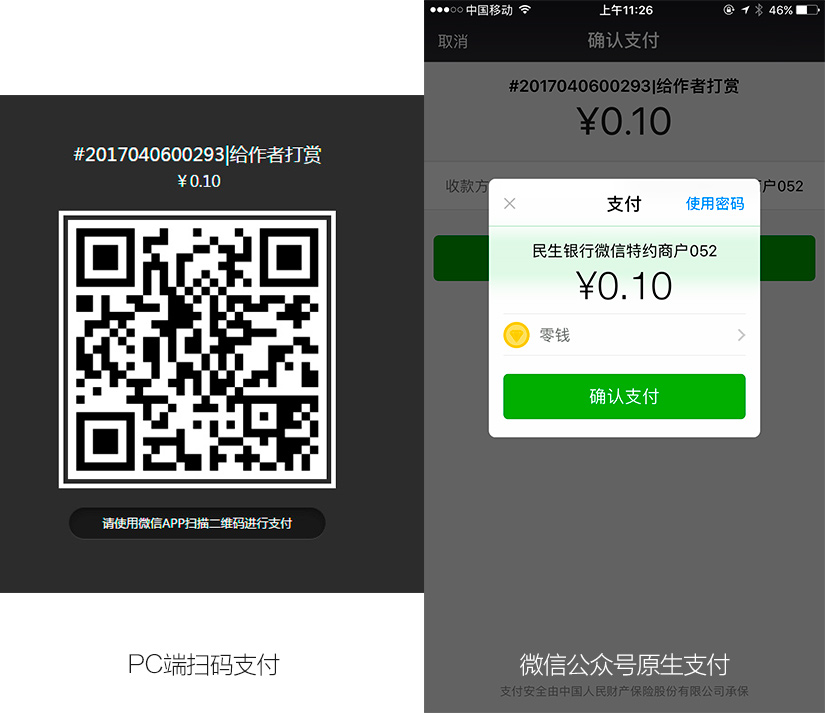 #2017040600293|给作者打赏
¥ 0.10
请使用微信APP扫描二维码进行支付
PC端扫码支付
中国移动
上午11:26
46%
取消
确认支付
#2017040600293|给作者打赏
¥0.10
收款方
户052
支付
使用密码
民生银行微信特约商户052
¥0.10
零钱
确认支付
微信公众号原生支付
支付安全由中国人民财产保险股份有限公司承保